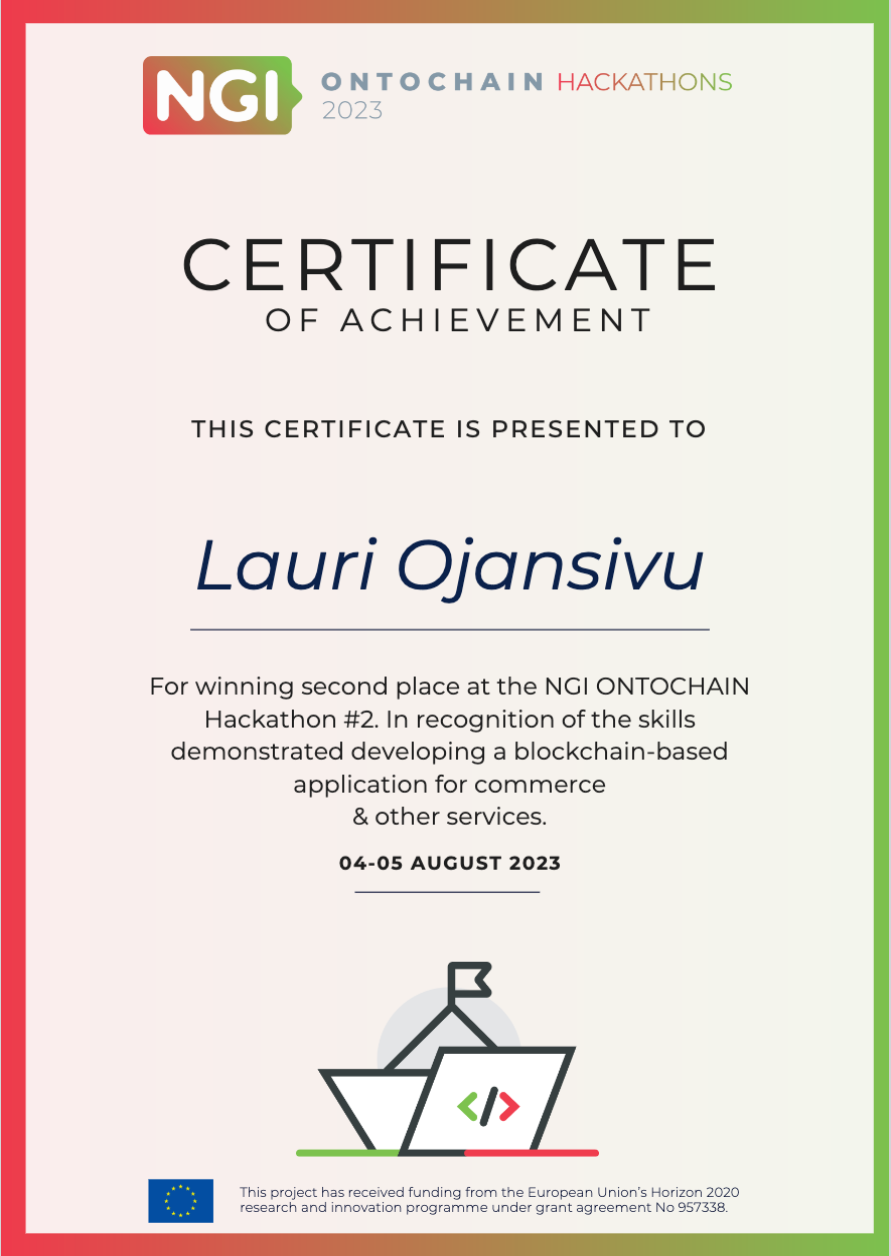 NGI ONTOCHAIN HACKATHONS
2023
CERTIFICATE
OF ACHIEVEMENT
THIS CERTIFICATE IS PRESENTED TO
Lauri Ojansivu
For winning second place at the NGI ONTOCHAIN
Hackathon #2. In recognition of the skills
demonstrated developing a blockchain-based
application for commerce
& other services.
04-05 AUGUST 2023
</>
This project has received funding from the European Union's Horizon 2020
research and innovation programme under grant agreement No 957338.